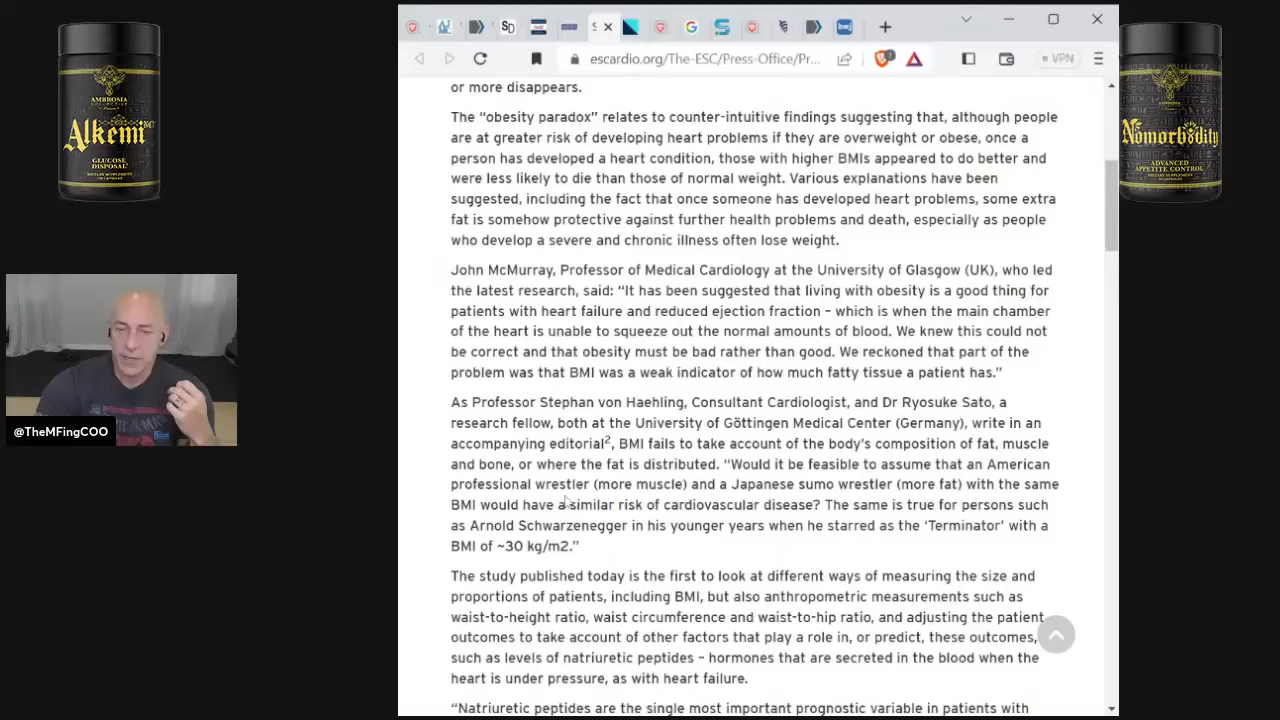 escardio.org/The-ESC/Press-Office/Pr...
VPN
AMBROSIA
COLLECTIVE
Alkemi
GLUCOSE
DISPOSAL
DIETARY SUPPLEMENT
Nomorbidity
ADVANCED
APPETITE CONTROL
DIETARY SUPPLEMENT
@TheMFingCOO
or more disappears.
The “obesity paradox” relates to counter-intuitive findings suggesting that, although people
are at greater risk of developing heart problems if they are overweight or obese, once a
person has developed a heart condition, those with higher BMIs appeared to do better and
were less likely to die than those of normal weight. Various explanations have been
suggested, including the fact that once someone has developed heart problems, some extra
fat is somehow protective against further health problems and death, especially as people
who develop a severe and chronic illness often lose weight.
John McMurray, Professor of Medical Cardiology at the University of Glasgow (UK), who led
the latest research, said: “It has been suggested that living with obesity is a good thing for
patients with heart failure and reduced ejection fraction – which is when the main chamber
of the heart is unable to squeeze out the normal amounts of blood. We knew this could not
be correct and that obesity must be bad rather than good. We reckoned that part of the
problem was that BMI was a weak indicator of how much fatty tissue a patient has.”
As Professor Stephan von Haehling, Consultant Cardiologist, and Dr Ryosuke Sato, a
research fellow, both at the University of Göttingen Medical Center (Germany), write in an
accompanying editorial2, BMI fails to take account of the body’s composition of fat, muscle
and bone, or where the fat is distributed. “Would it be feasible to assume that an American
professional wrestler (more muscle) and a Japanese sumo wrestler (more fat) with the same
BMI would have a similar risk of cardiovascular disease? The same is true for persons such
as Arnold Schwarzenegger in his younger years when he starred as the ‘Terminator’ with a
BMI of ~30 kg/m2.”
The study published today is the first to look at different ways of measuring the size and
proportions of patients, including BMI, but also anthropometric measurements such as
waist-to-height ratio, waist circumference and waist-to-hip ratio, and adjusting the patient
outcomes to take account of other factors that play a role in, or predict, these outcomes,
such as levels of natriuretic peptides – hormones that are secreted in the blood when the
heart is under pressure, as with heart failure.
“Natriuretic peptides are the single most important prognostic variable in patients with